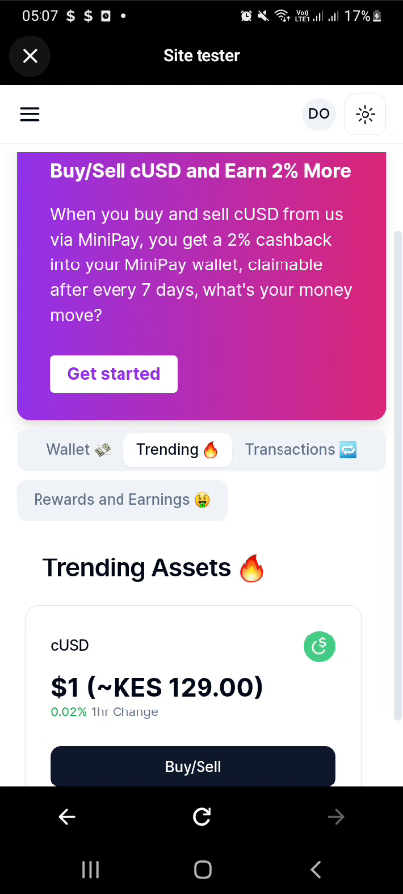 05:07 $ $
Vo)) LTE1 17%
Site tester
DO
Buy/Sell cUSD and Earn 2% More
When you buy and sell cUSD from us
via MiniPay, you get a 2% cashback
into your MiniPay wallet, claimable
after every 7 days, what's your money
move?
Get started
Wallet 💸 Trending 🔥 Transactions 🔁
Rewards and Earnings 🤑
Trending Assets 🔥
cUSD
$1 (~KES 129.00)
0.02% 1hr Change
Buy/Sell